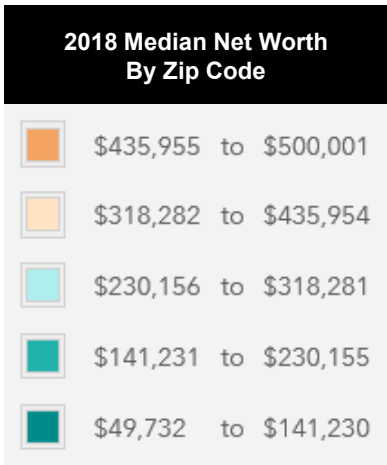 2018 Median Net Worth
By Zip Code
$435,955 to $500,001
$318,282 to $435,954
$230,156 to $318,281
$141,231 to $230,155
$49,732 to $141,230